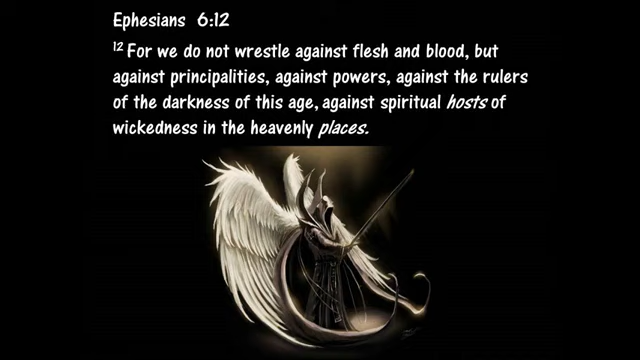 Ephesians 6:12
12 For we do not wrestle against flesh and blood, but
against principalities, against powers, against the rulers
of the darkness of this age, against spiritual hosts of
wickedness in the heavenly places.